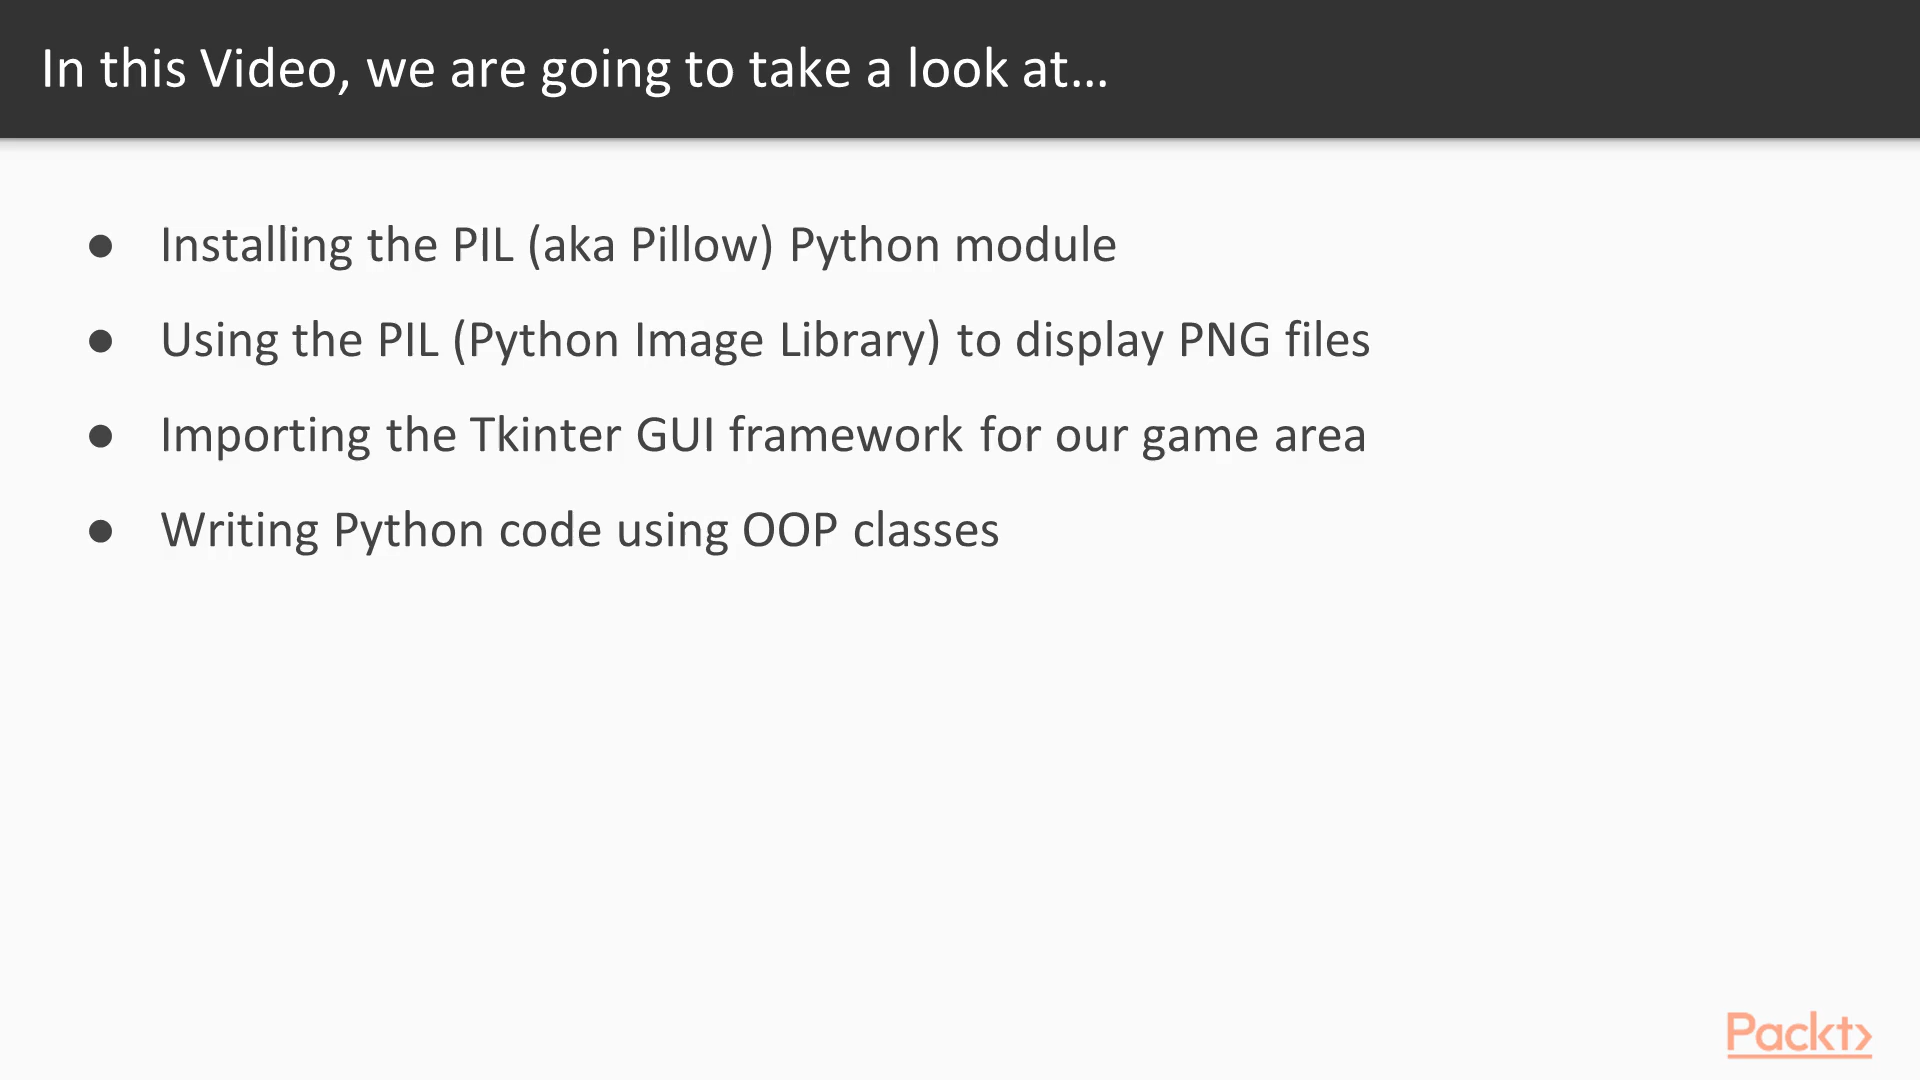 In this Video, we are going to take a look at...
● Installing the PIL (aka Pillow) Python module
● Using the PIL (Python Image Library) to display PNG files
● Importing the Tkinter GUI framework for our game area
● Writing Python code using OOP classes
Packt>